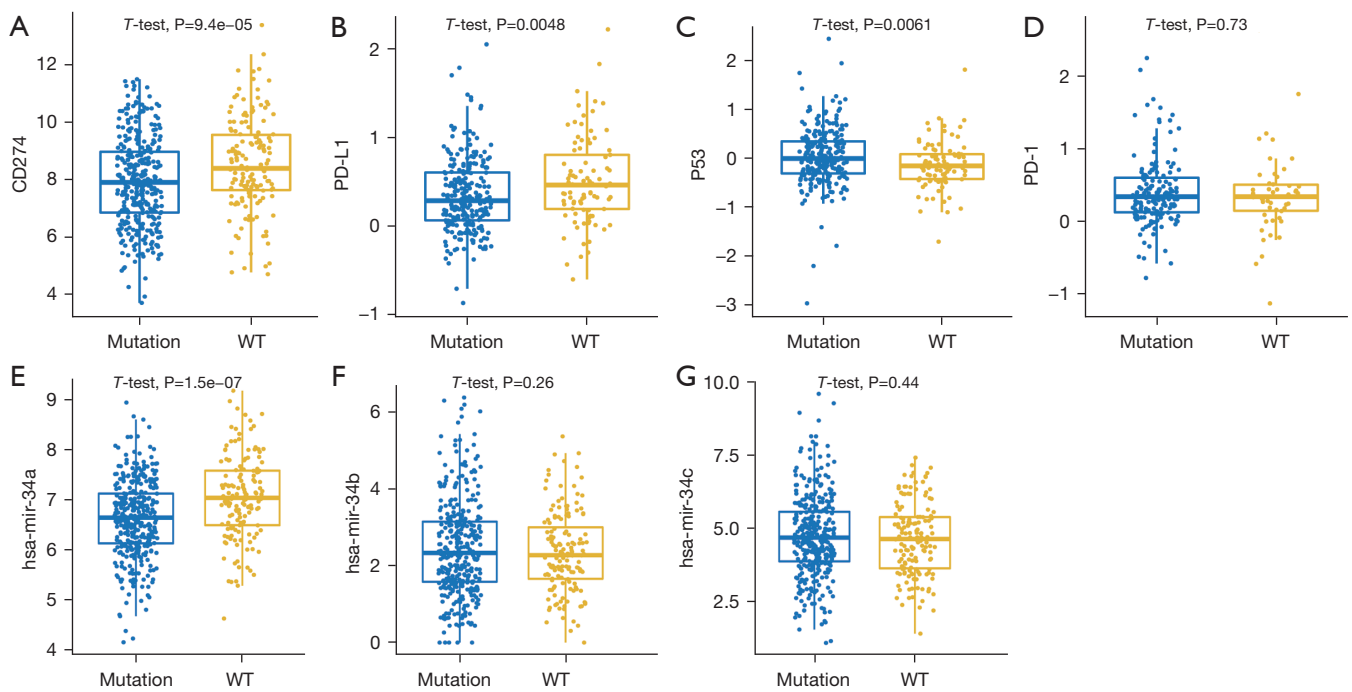 A
T-test, P=9.4e−05
CD274
12
10
8
6
4
Mutation
WT
B
T-test, P=0.0048
PD-L1
2
1
0
−1
Mutation
WT
C
T-test, P=0.0061
P53
2
1
0
−1
−2
−3
Mutation
WT
D
T-test, P=0.73
PD-1
2
1
0
−1
Mutation
WT
E
T-test, P=1.5e−07
hsa-mir-34a
9
8
7
6
5
4
Mutation
WT
F
T-test, P=0.26
hsa-mir-34b
6
4
2
0
Mutation
WT
G
T-test, P=0.44
hsa-mir-34c
10.0
7.5
5.0
2.5
Mutation
WT